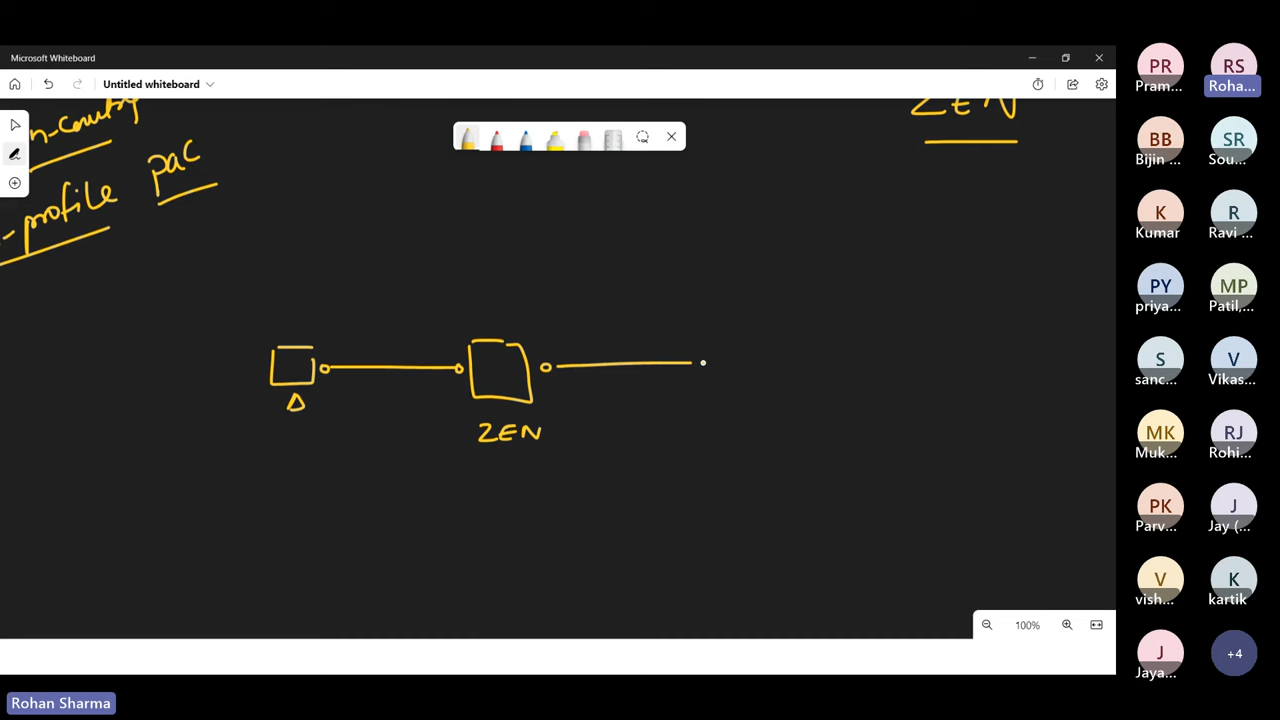 Microsoft Whiteboard
Untitled whiteboard
n-country
pac
-profile
ZEN
ZEN
100%
Rohan Sharma
PR
Pram...
RS
Roha...
BB
Bijin ...
SR
Sou...
K
Kumar
R
Ravi ...
PY
priya...
MP
Patil,...
S
sanc...
V
Vikas...
MK
Muk...
RJ
Rohi...
PK
Parv...
J
Jay (...
V
vish...
K
kartik
J
Jaya...
+4